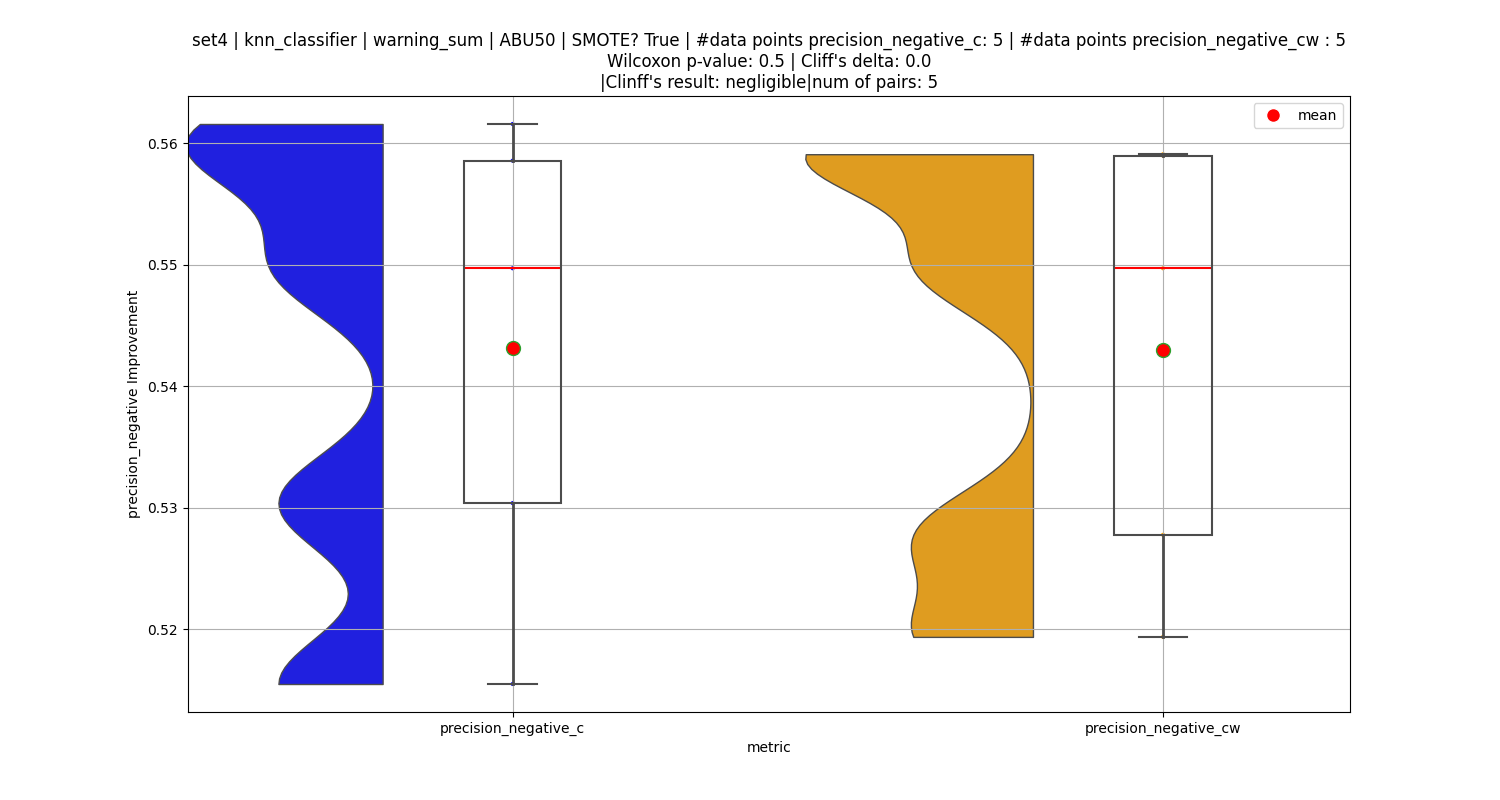 set4 | knn_classifier | warning_sum | ABU50 | SMOTE? True | #data points precision_negative_c: 5 | #data points precision_negative_cw : 5
Wilcoxon p-value: 0.5 | Cliff's delta: 0.0
|Clinff's result: negligible|num of pairs: 5
mean
0.56
0.55
0.54
0.53
0.52
precision_negative Improvement
precision_negative_c
precision_negative_cw
metric